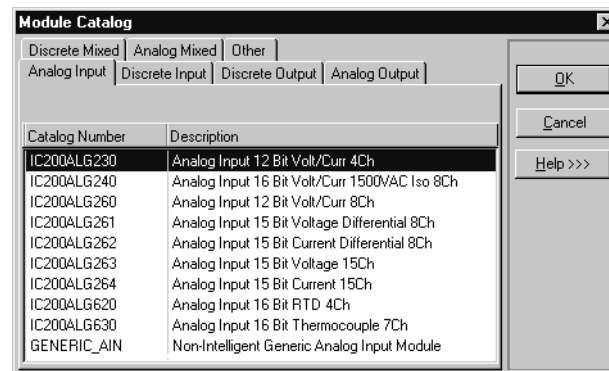 Module Catalog
Discrete Mixed Analog Mixed Other
Analog Input Discrete Input Discrete Output Analog Output
OK
Cancel
Help >>>
Catalog Number Description
IC200ALG230 Analog Input 12 Bit Volt/Curr 4Ch
IC200ALG240 Analog Input 16 Bit Volt/Curr 1500VAC Iso 8Ch
IC200ALG260 Analog Input 12 Bit Volt/Curr 8Ch
IC200ALG261 Analog Input 15 Bit Voltage Differential 8Ch
IC200ALG262 Analog Input 15 Bit Current Differential 8Ch
IC200ALG263 Analog Input 15 Bit Voltage 15Ch
IC200ALG264 Analog Input 15 Bit Current 15Ch
IC200ALG620 Analog Input 16 Bit RTD 4Ch
IC200ALG630 Analog Input 16 Bit Thermocouple 7Ch
GENERIC_AIN Non-Intelligent Generic Analog Input Module